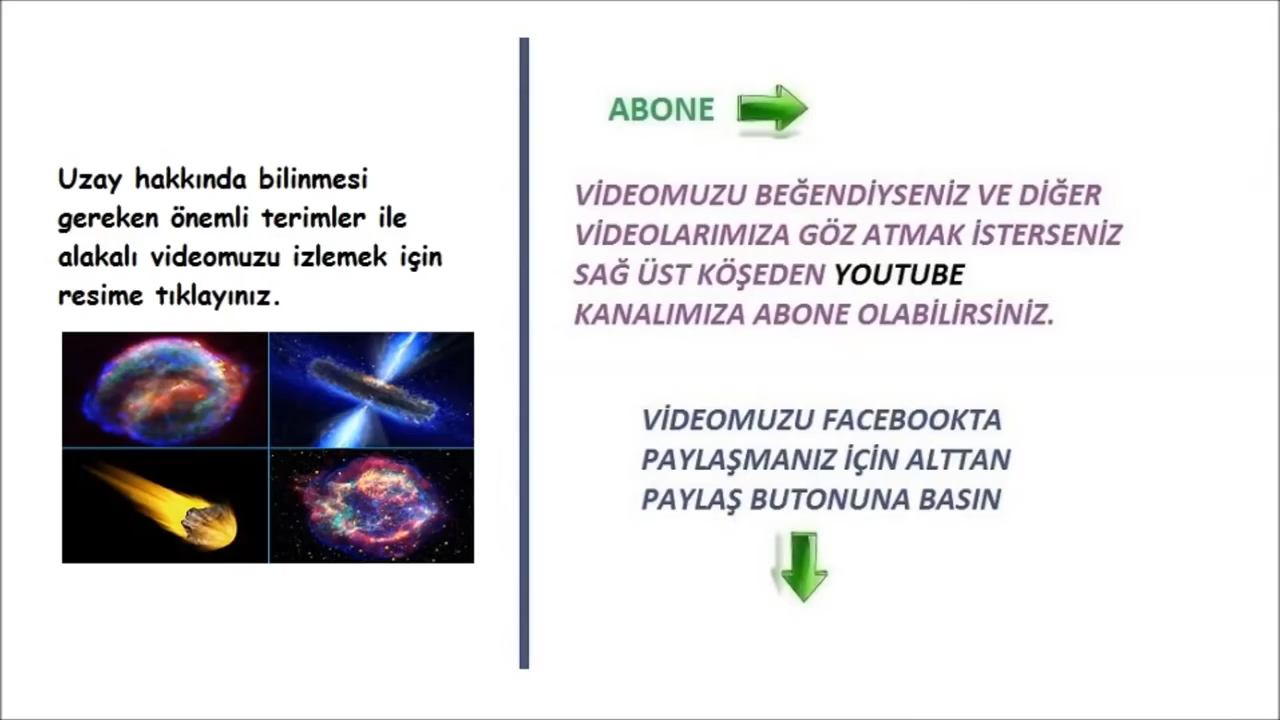 Uzay hakkında bilinmesi
gereken önemli terimler ile
alakalı videomuzu izlemek için
resime tıklayınız.
ABONE
VİDEOMUZU BEĞENDİYSENİZ VE DİĞER
VİDEOLARIMIZA GÖZ ATMAK İSTERSENİZ
SAĞ ÜST KÖŞEDEN YOUTUBE
KANALIMIZA ABONE OLABİLİRSİNİZ.
VİDEOMUZU FACEBOOKTA
PAYLAŞMANIZ İÇİN ALTTAN
PAYLAŞ BUTONUNA BASIN